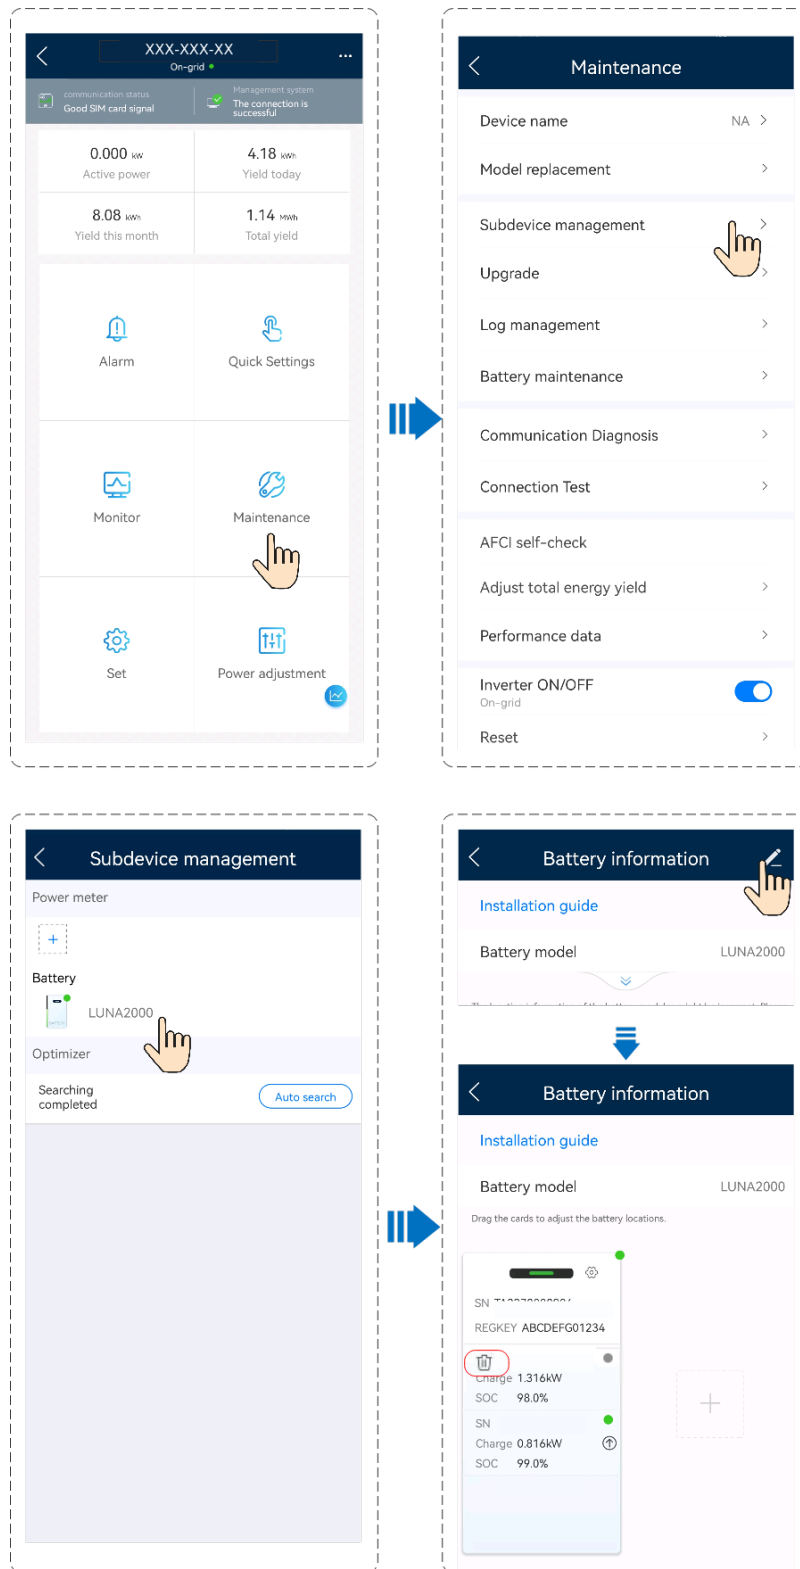 XXX-XXX-XX
On-grid
communication status
Good SIM card signal
Management system
The connection is
successful
0.000 kW
Active power
4.18 kWh
Yield today
8.08 kWh
Yield this month
1.14 MWh
Total yield
Alarm
Quick Settings
Monitor
Maintenance
Set
Power adjustment
Maintenance
Device name
NA
Model replacement
Subdevice management
Upgrade
Log management
Battery maintenance
Communication Diagnosis
Connection Test
AFCI self-check
Adjust total energy yield
Performance data
Inverter ON/OFF
On-grid
Reset
Subdevice management
Power meter
Battery
LUNA2000
Optimizer
Searching
completed
Auto search
Battery information
Installation guide
Battery model
LUNA2000
Battery information
Installation guide
Battery model
LUNA2000
Drag the cards to adjust the battery locations.
SN
REGKEY ABCDEFG01234
Charge 1.316kW
SOC 98.0%
SN
Charge 0.816kW
SOC 99.0%